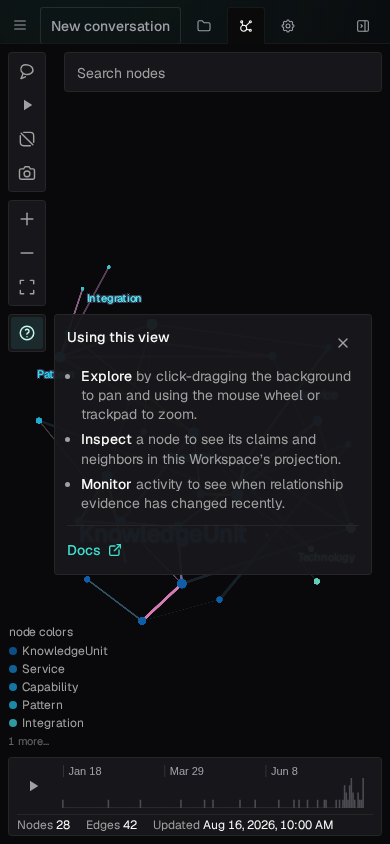 New conversation
Search nodes
Integration
Using this view
Explore by click-dragging the background
to pan and using the mouse wheel or
trackpad to zoom.
Inspect a node to see its claims and
neighbors in this Workspace's projection.
Monitor activity to see when relationship
evidence has changed recently.
KnowledgeUnit
Docs
Technology
node colors
KnowledgeUnit
Service
Capability
Pattern
Integration
1 more...
Jan 18 Mar 29 Jun 8
Nodes 28 Edges 42 Updated Aug 16, 2026, 10:00 AM